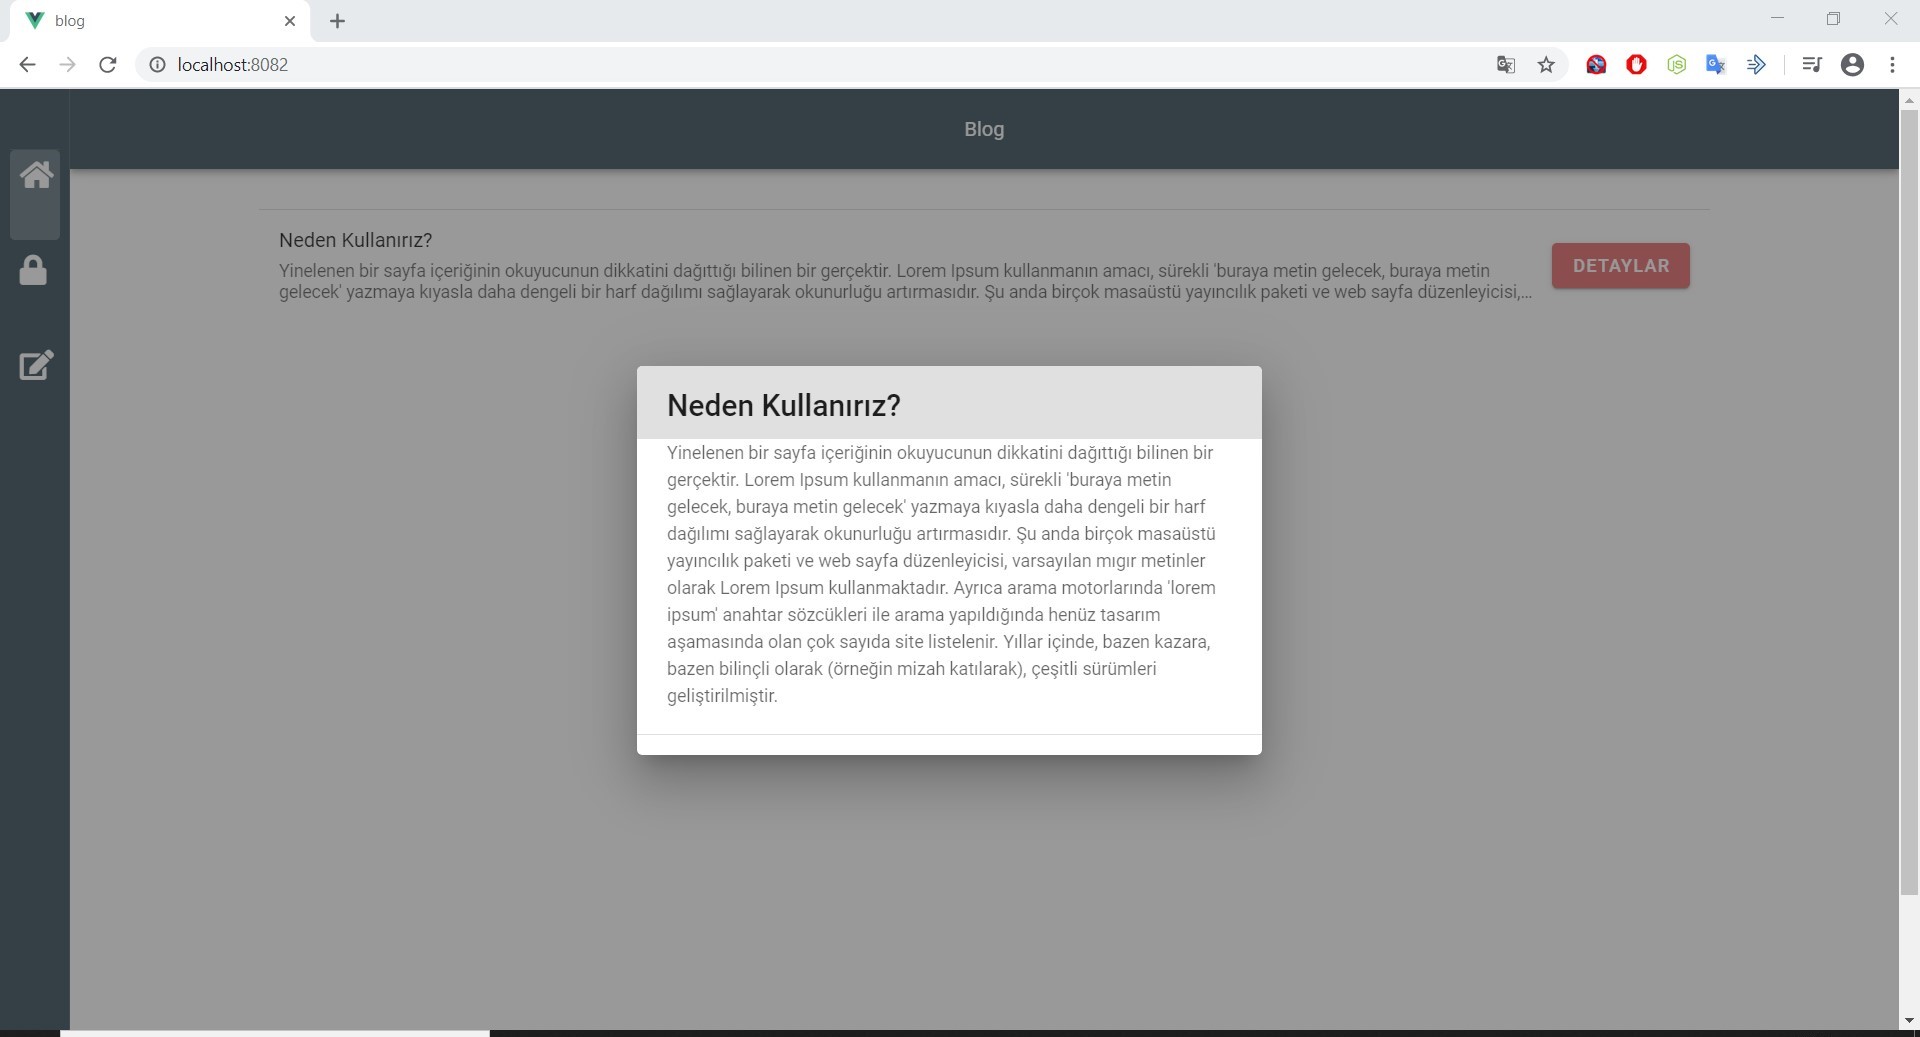 blog
localhost:8082
Blog
Neden Kullanırız?
Yinelenen bir sayfa içeriğinin okuyucunun dikkatini dağıttığı bilinen bir gerçektir. Lorem Ipsum kullanmanın amacı, sürekli 'buraya metin gelecek, buraya metin
gelecek' yazmaya kıyasla daha dengeli bir harf dağılımı sağlayarak okunurluğu artırmasıdır. Şu anda birçok masaüstü yayıncılık paketi ve web sayfa düzenleyicisi,...
DETAYLAR
Neden Kullanırız?
Yinelenen bir sayfa içeriğinin okuyucunun dikkatini dağıttığı bilinen bir
gerçektir. Lorem Ipsum kullanmanın amacı, sürekli 'buraya metin
gelecek, buraya metin gelecek' yazmaya kıyasla daha dengeli bir harf
dağılımı sağlayarak okunurluğu artırmasıdır. Şu anda birçok masaüstü
yayıncılık paketi ve web sayfa düzenleyicisi, varsayılan mıgır metinler
olarak Lorem Ipsum kullanmaktadır. Ayrıca arama motorlarında 'lorem
ipsum' anahtar sözcükleri ile arama yapıldığında henüz tasarım
aşamasında olan çok sayıda site listelenir. Yıllar içinde, bazen kazara,
bazen bilinçli olarak (örneğin mizah katılarak), çeşitli sürümleri
geliştirilmiştir.